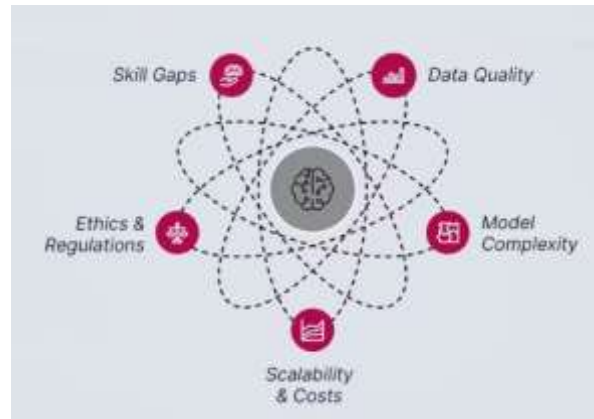 Skill Gaps
Data Quality
Ethics &
Regulations
Model
Complexity
Scalability
& Costs